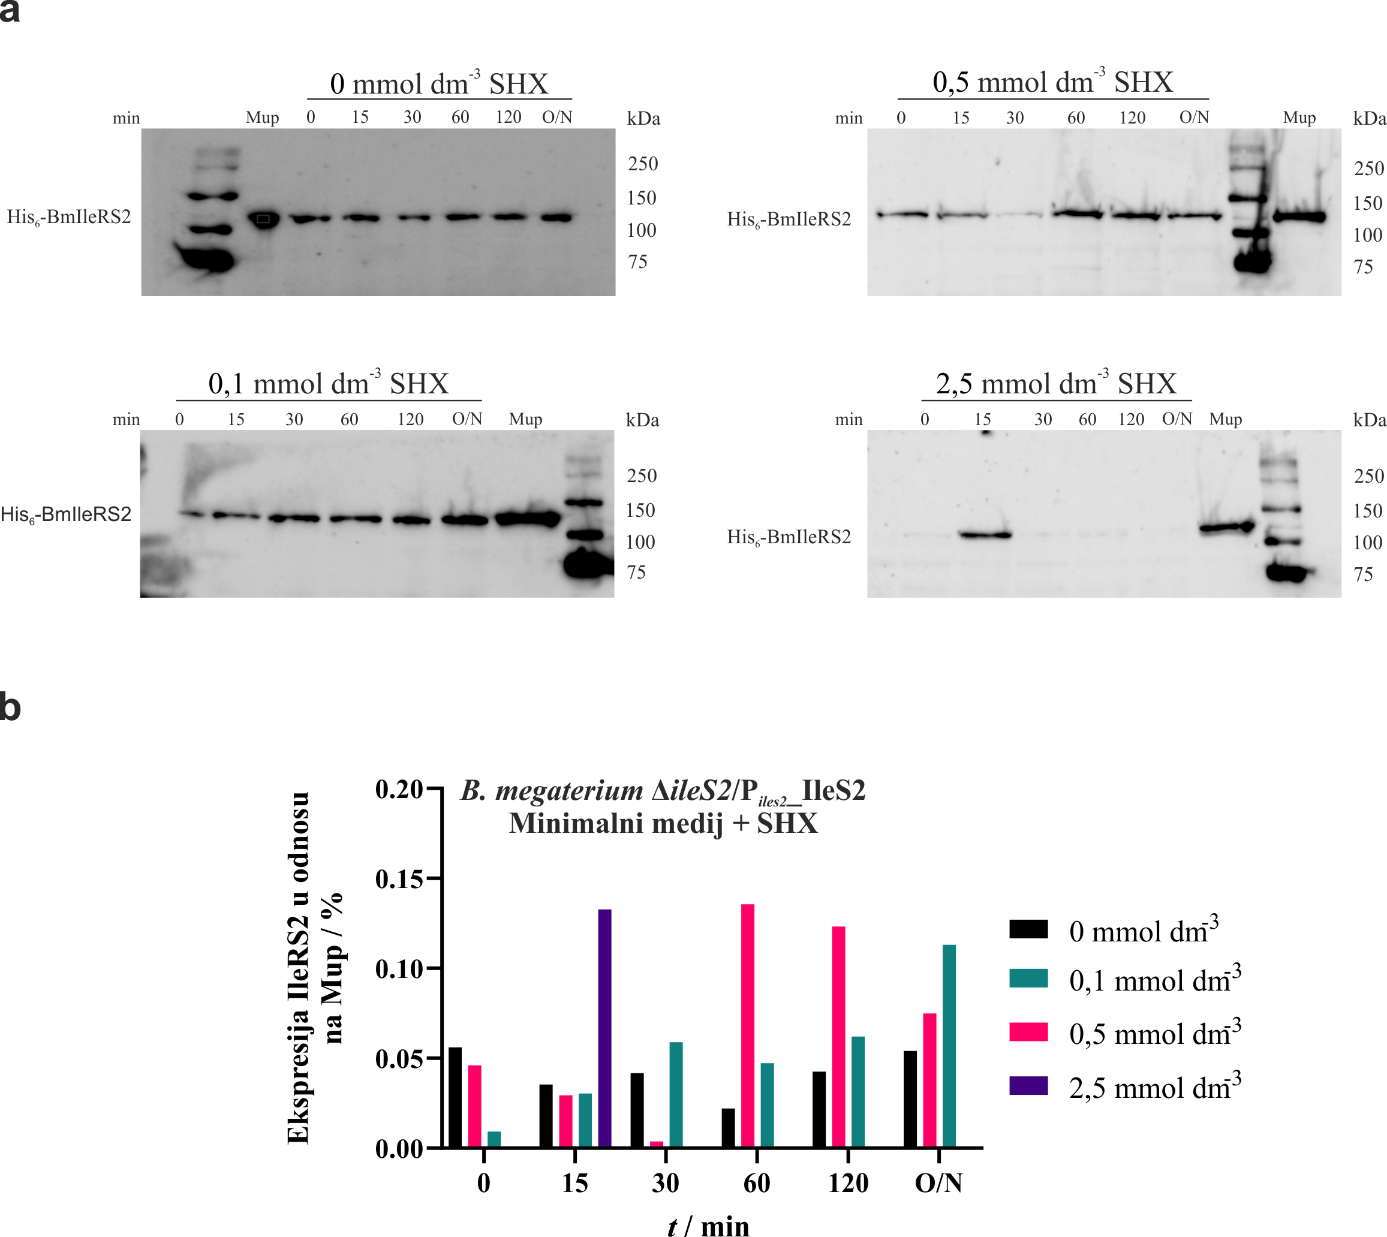 a
0 mmol dm⁻³ SHX
min Mup 0 15 30 60 120 O/N kDa
250
150
His₆-BmIleRS2
100
75
0,5 mmol dm⁻³ SHX
min 0 15 30 60 120 O/N Mup kDa
250
150
His₆-BmIleRS2
100
75
0,1 mmol dm⁻³ SHX
min 0 15 30 60 120 O/N Mup kDa
250
150
His₆-BmIleRS2
100
75
2,5 mmol dm⁻³ SHX
min 0 15 30 60 120 O/N Mup kDa
250
150
His₆-BmIleRS2
100
75
b
B. megaterium ΔileS2/P_iles2_IleS2
Minimalni medij + SHX
Ekspresija IleRS2 u odnosu
na Mup / %
0.20
0.15
0.10
0.05
0.00
0 15 30 60 120 O/N
t / min
0 mmol dm⁻³
0,1 mmol dm⁻³
0,5 mmol dm⁻³
2,5 mmol dm⁻³